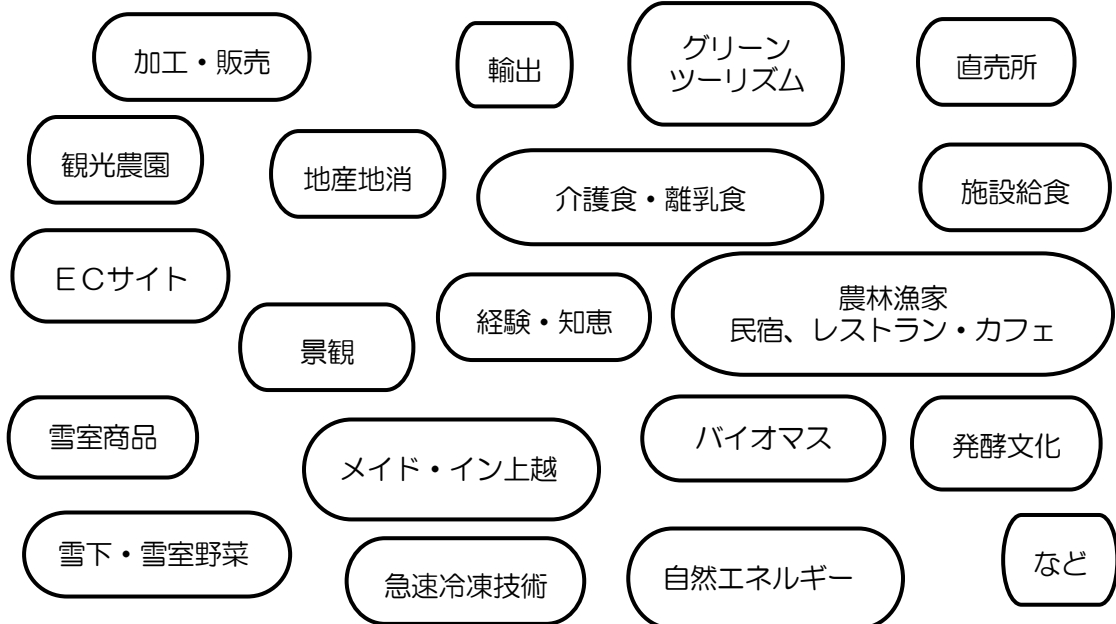 加工・販売
輸出
グリーン
ツーリズム
直売所
観光農園
地産地消
介護食・離乳食
施設給食
ＥＣサイト
景観
経験・知恵
農林漁家
民宿、レストラン・カフェ
雪室商品
メイド・イン上越
バイオマス
発酵文化
雪下・雪室野菜
急速冷凍技術
自然エネルギー
など